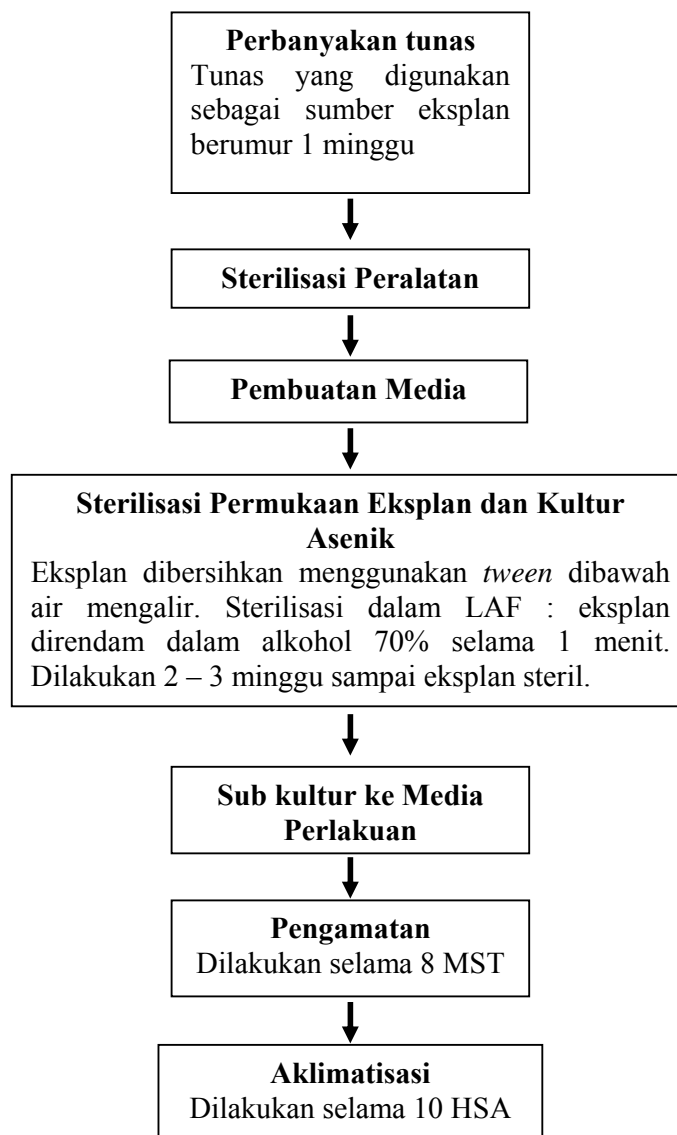 Perbanyakan tunas
Tunas yang digunakan
sebagai sumber eksplan
berumur 1 minggu
Sterilisasi Peralatan
Pembuatan Media
Sterilisasi Permukaan Eksplan dan Kultur
Asenik
Eksplan dibersihkan menggunakan tween dibawah
air mengalir. Sterilisasi dalam LAF : eksplan
direndam dalam alkohol 70% selama 1 menit.
Dilakukan 2 – 3 minggu sampai eksplan steril.
Sub kultur ke Media
Perlakuan
Pengamatan
Dilakukan selama 8 MST
Aklimatisasi
Dilakukan selama 10 HSA